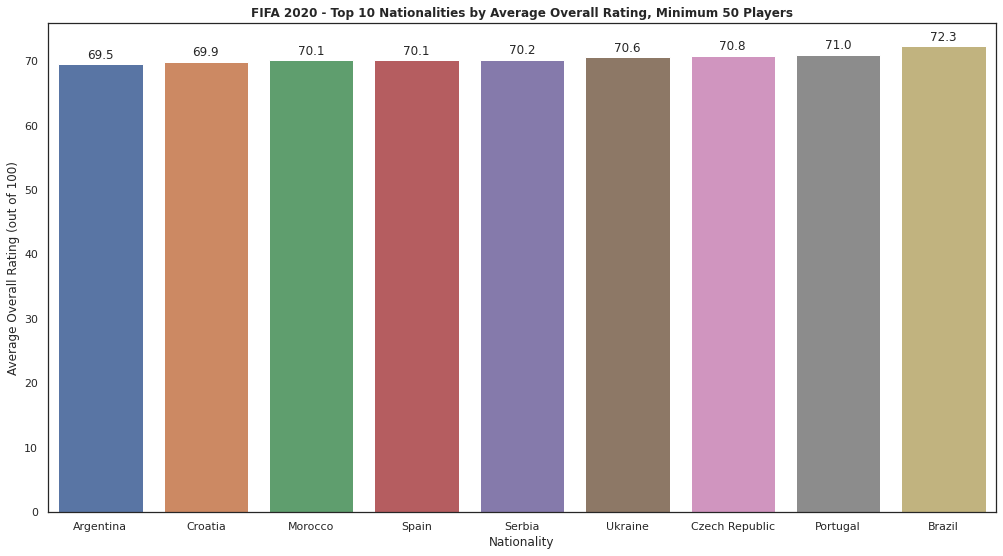 FIFA 2020 - Top 10 Nationalities by Average Overall Rating, Minimum 50 Players
69.5 69.9 70.1 70.1 70.2 70.6 70.8 71.0 72.3
Average Overall Rating (out of 100)
70
60
50
40
30
20
10
0
Argentina Croatia Morocco Spain Serbia Ukraine Czech Republic Portugal Brazil
Nationality